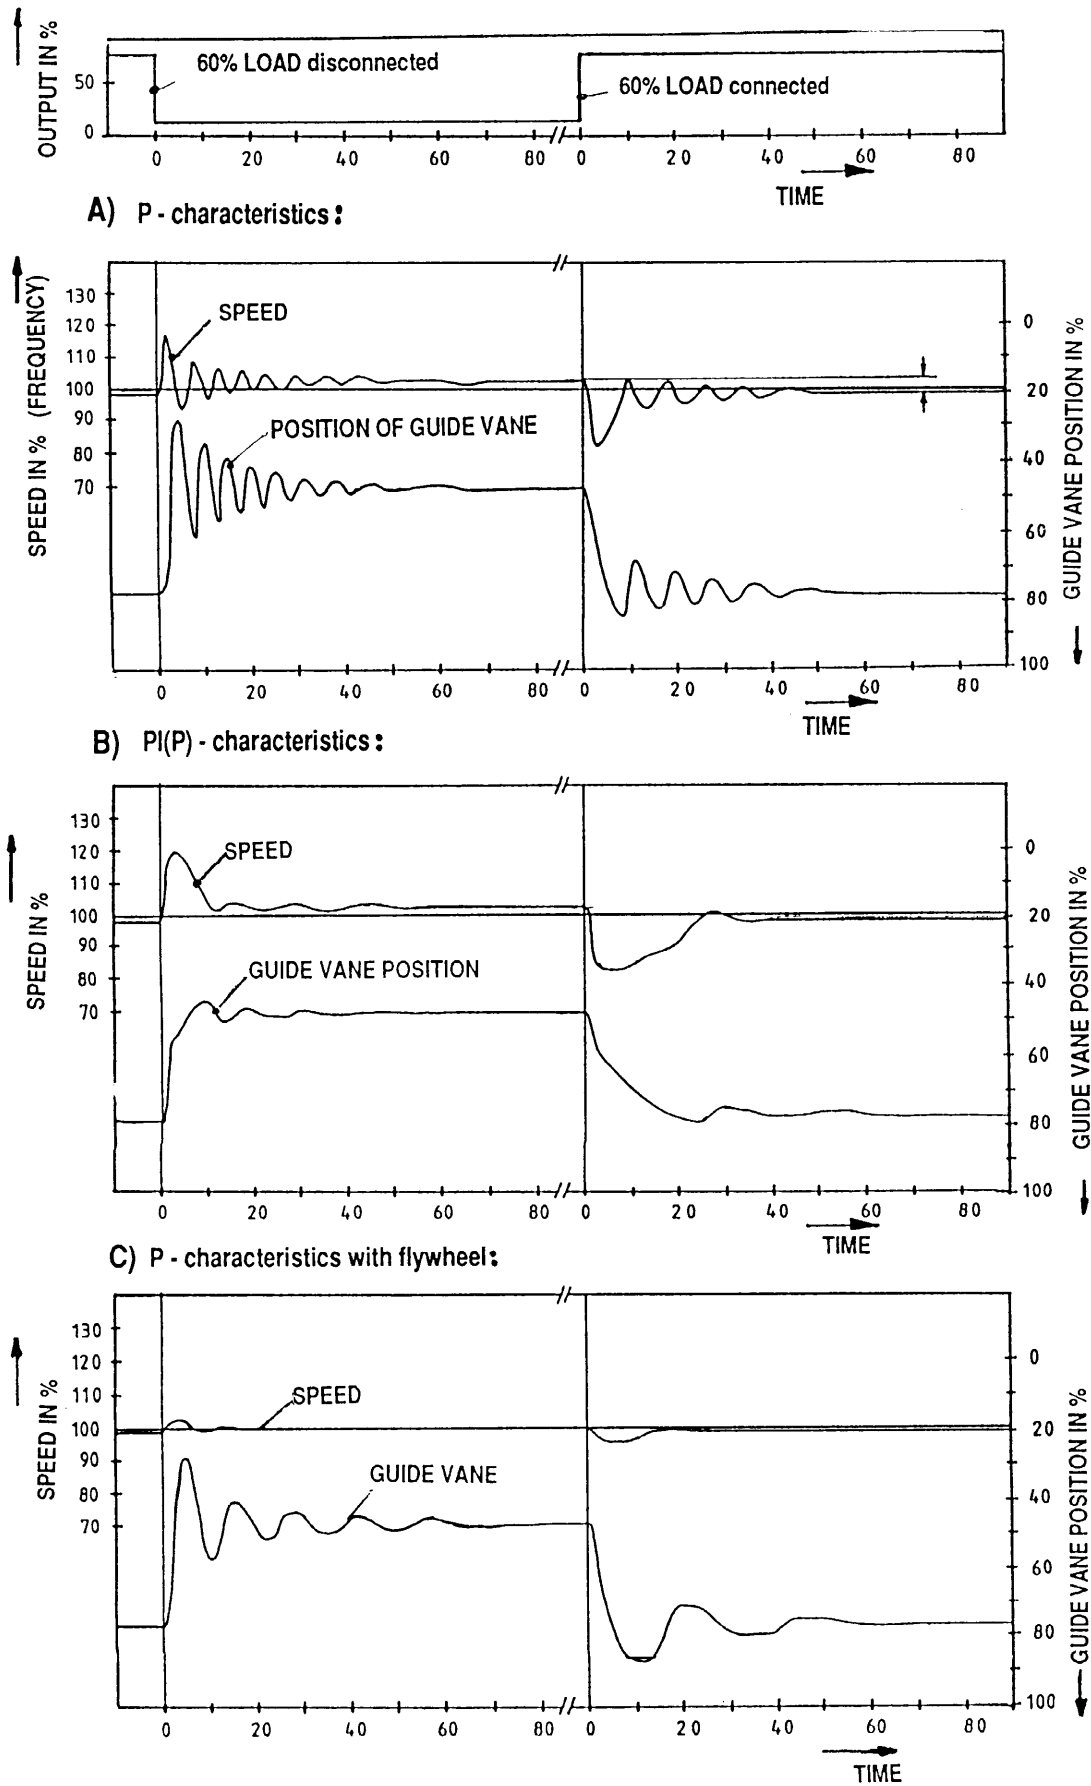 OUTPUT IN %
50
0
60% LOAD disconnected
60% LOAD connected
0 20 40 60 80 0 20 40 60 80
TIME
A) P - characteristics:
SPEED IN % (FREQUENCY)
130
120
110
100
90
80
70
SPEED
POSITION OF GUIDE VANE
0
20
40
60
80
100
GUIDE VANE POSITION IN %
0 20 40 60 80 0 20 40 60 80
TIME
B) PI(P) - characteristics:
SPEED IN %
130
120
110
100
90
80
70
SPEED
GUIDE VANE POSITION
0
20
40
60
80
100
GUIDE VANE POSITION IN %
0 20 40 60 80 0 20 40 60 80
TIME
C) P - characteristics with flywheel:
SPEED IN %
130
120
110
100
90
80
70
SPEED
GUIDE VANE
0
20
40
60
80
100
GUIDE VANE POSITION IN %
0 20 40 60 80 0 20 40 60 80
TIME